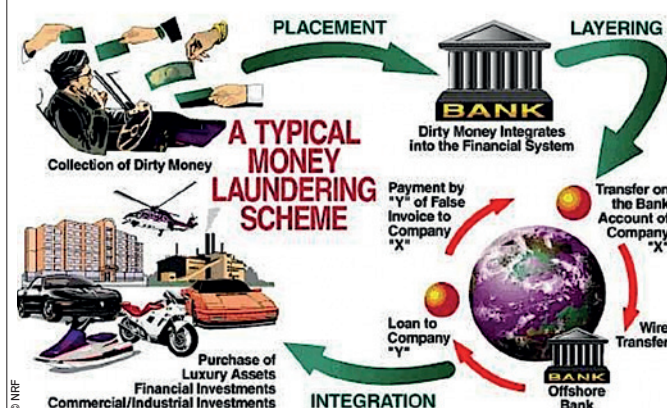 PLACEMENT
LAYERING
BANK
Dirty Money Integrates
into the Financial System
Collection of Dirty Money
A TYPICAL
MONEY
LAUNDERING
SCHEME
Payment by
"Y" of False
Invoice to
Company
"X"
Transfer on
the Bank
Account of
Company
"X"
Wire
Transfer
Offshore
Bank
Loan to
Company
"Y"
INTEGRATION
Purchase of
Luxury Assets
Financial Investments
Commercial/Industrial Investments
© NRF